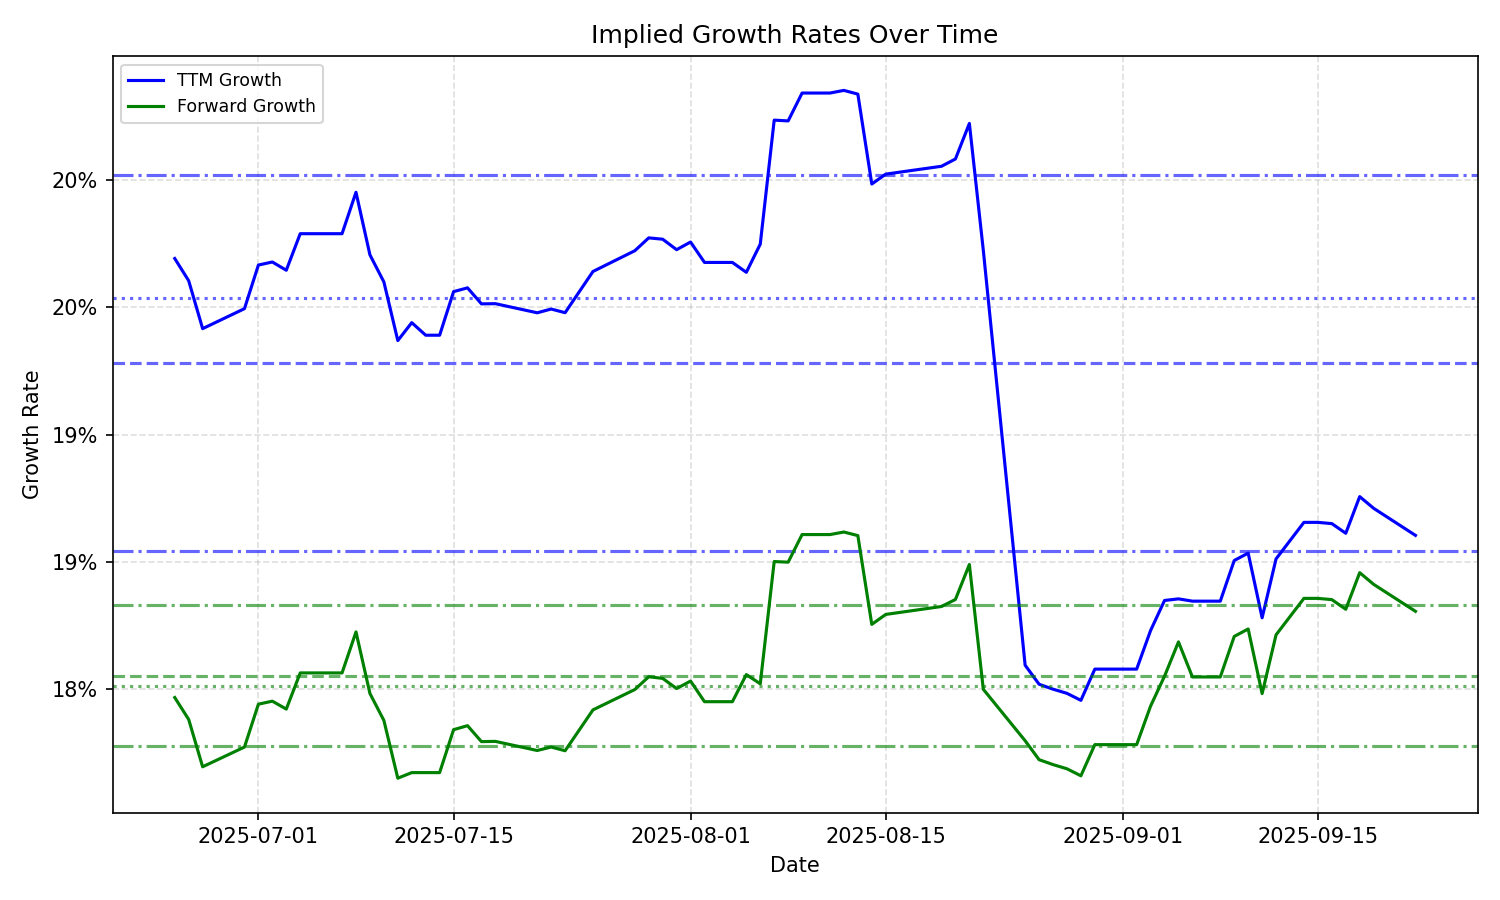 Implied Growth Rates Over Time
TTM Growth
Forward Growth
20%
20%
19%
19%
18%
Growth Rate
2025-07-01
2025-07-15
2025-08-01
2025-08-15
2025-09-01
2025-09-15
Date